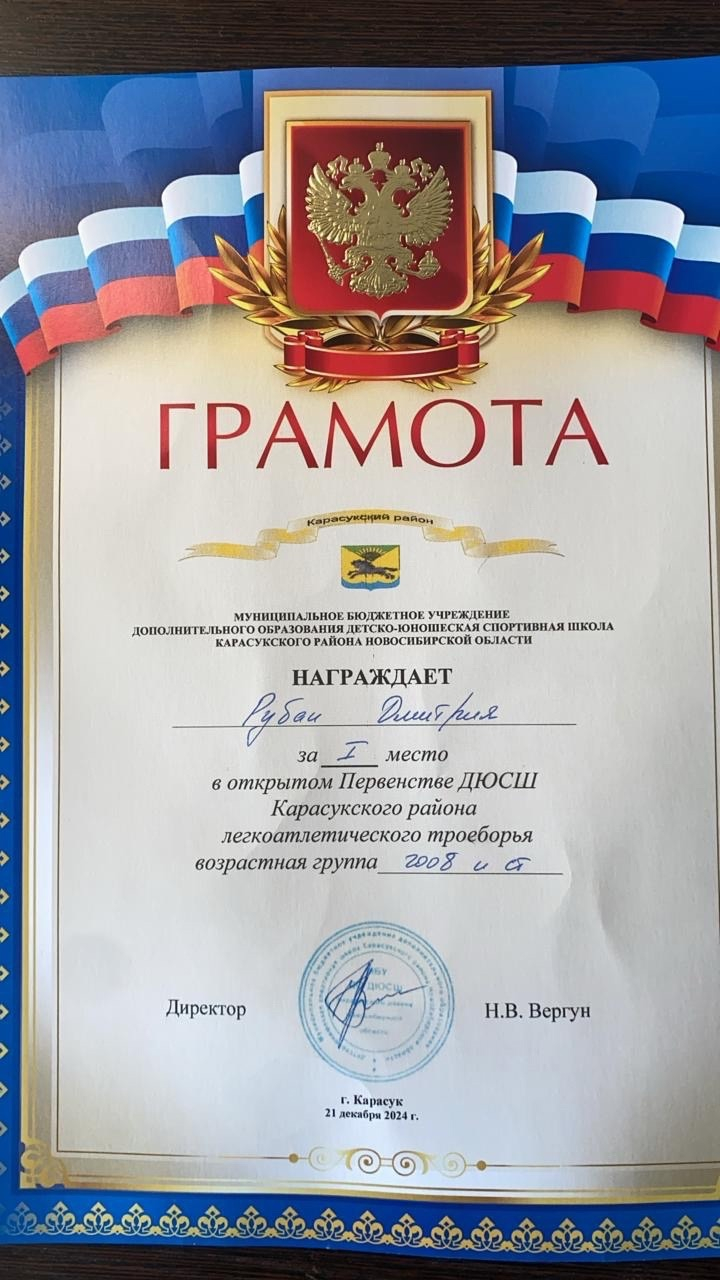 ГРАМОТА
Карасукский район
МУНИЦИПАЛЬНОЕ БЮДЖЕТНОЕ УЧРЕЖДЕНИЕ
ДОПОЛНИТЕЛЬНОГО ОБРАЗОВАНИЯ ДЕТСКО-ЮНОШЕСКАЯ СПОРТИВНАЯ ШКОЛА
КАРАСУКСКОГО РАЙОНА НОВОСИБИРСКОЙ ОБЛАСТИ
НАГРАЖДАЕТ
Рубан Дмитрия
за I место
в открытом Первенстве ДЮСШ
Карасукского района
легкоатлетического троеборья
возрастная группа 2008 и ст
Директор
МБУ
ДЮСШ
Н.В. Вергун
г. Карасук
21 декабря 2024 г.